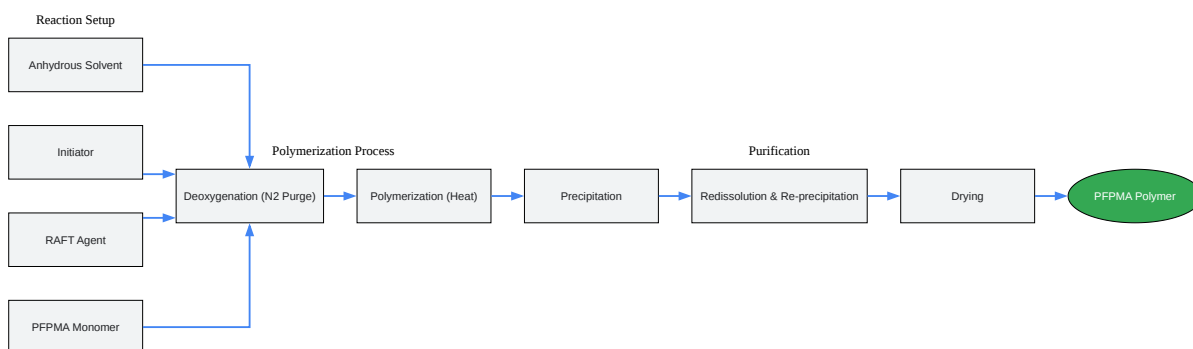 Reaction Setup
Anhydrous Solvent
Initiator
Polymerization Process
Purification
Deoxygenation (N2 Purge)
Polymerization (Heat)
Precipitation
Redissolution & Re-precipitation
Drying
PFPMA Polymer
RAFT Agent
PFPMA Monomer